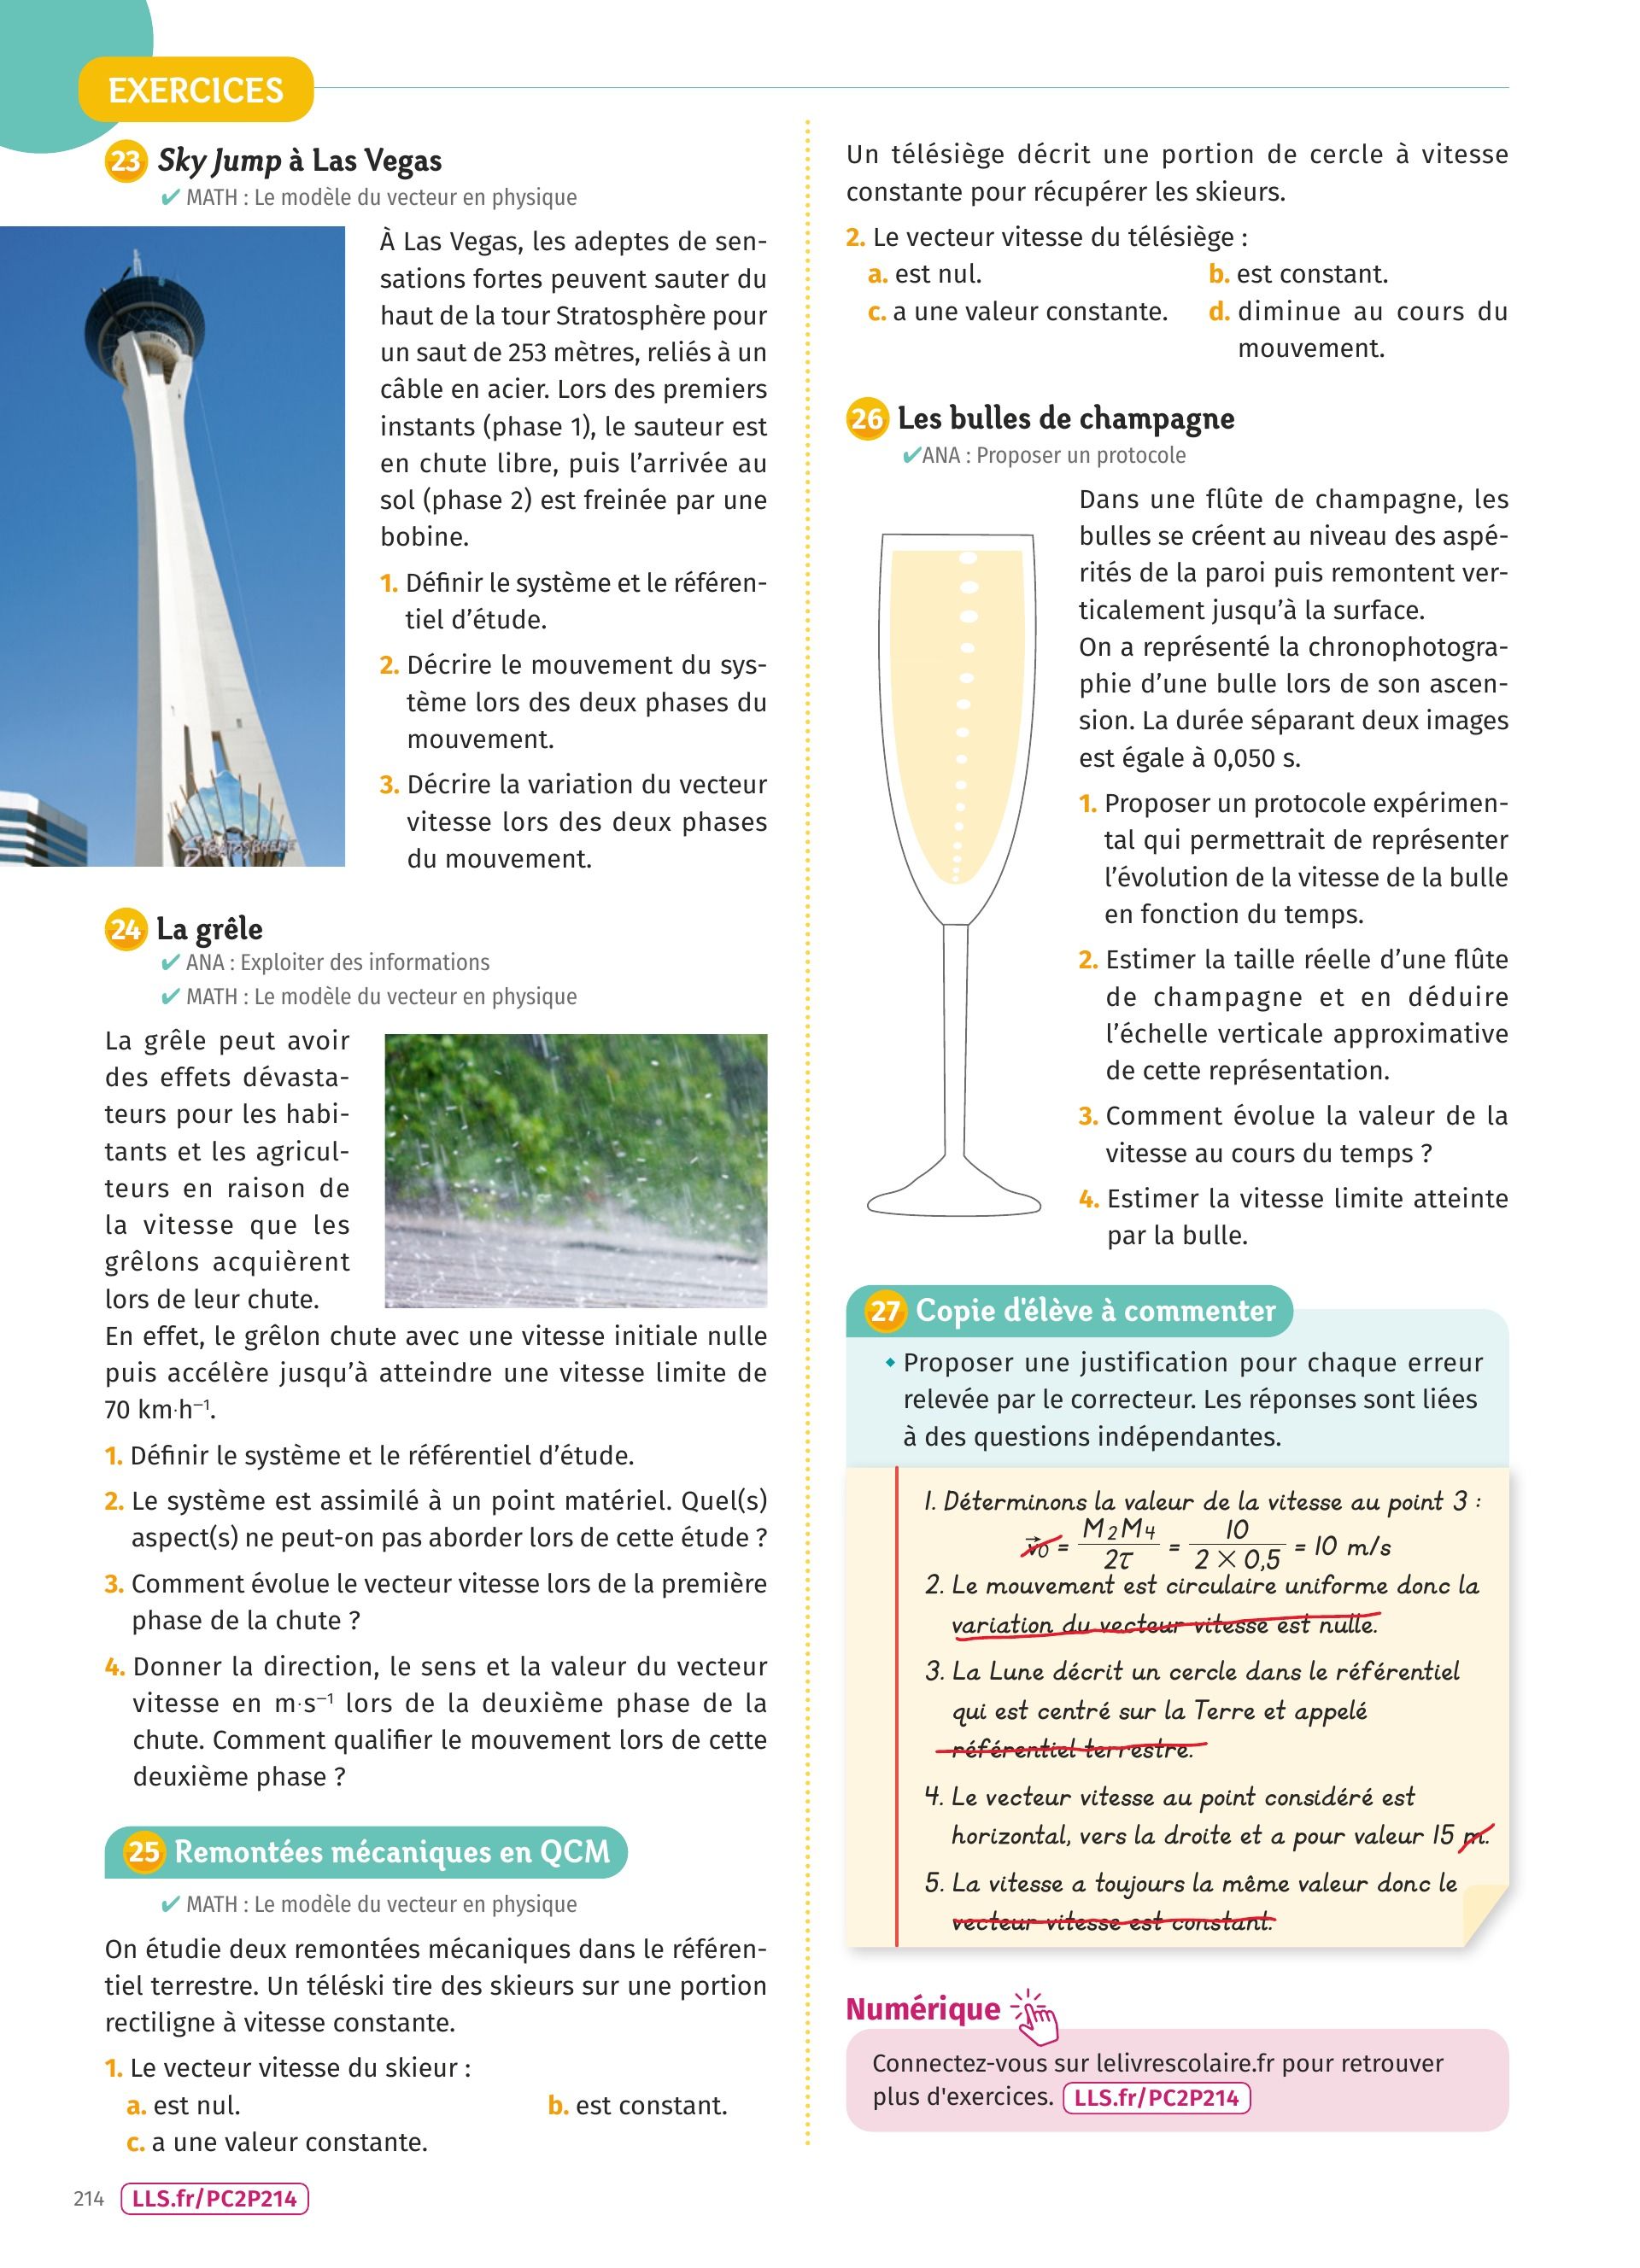 EXERCICES
23 Sky Jump à Las Vegas
✔ MATH : Le modèle du vecteur en physique
À Las Vegas, les adeptes de sen-
sations fortes peuvent sauter du
haut de la tour Stratosphère pour
un saut de 253 mètres, reliés à un
câble en acier. Lors des premiers
instants (phase 1), le sauteur est
en chute libre, puis l’arrivée au
sol (phase 2) est freinée par une
bobine.
1. Définir le système et le référen-
tiel d’étude.
2. Décrire le mouvement du sys-
tème lors des deux phases du
mouvement.
3. Décrire la variation du vecteur
vitesse lors des deux phases
du mouvement.
STRATOSPHERE
24 La grêle
✔ ANA : Exploiter des informations
✔ MATH : Le modèle du vecteur en physique
La grêle peut avoir
des effets dévasta-
teurs pour les habi-
tants et les agricul-
teurs en raison de
la vitesse que les
grêlons acquièrent
lors de leur chute.
En effet, le grêlon chute avec une vitesse initiale nulle
puis accélère jusqu’à atteindre une vitesse limite de
70 km·h⁻¹.
1. Définir le système et le référentiel d’étude.
2. Le système est assimilé à un point matériel. Quel(s)
aspect(s) ne peut-on pas aborder lors de cette étude ?
3. Comment évolue le vecteur vitesse lors de la première
phase de la chute ?
4. Donner la direction, le sens et la valeur du vecteur
vitesse en m·s⁻¹ lors de la deuxième phase de la
chute. Comment qualifier le mouvement lors de cette
deuxième phase ?
25 Remontées mécaniques en QCM
✔ MATH : Le modèle du vecteur en physique
On étudie deux remontées mécaniques dans le référen-
tiel terrestre. Un téléski tire des skieurs sur une portion
rectiligne à vitesse constante.
1. Le vecteur vitesse du skieur :
a. est nul. b. est constant.
c. a une valeur constante.
Un télésiège décrit une portion de cercle à vitesse
constante pour récupérer les skieurs.
2. Le vecteur vitesse du télésiège :
a. est nul. b. est constant.
c. a une valeur constante. d. diminue au cours du
mouvement.
26 Les bulles de champagne
✔ANA : Proposer un protocole
Dans une flûte de champagne, les
bulles se créent au niveau des aspé-
rités de la paroi puis remontent ver-
ticalement jusqu’à la surface.
On a représenté la chronophotogra-
phie d’une bulle lors de son ascen-
sion. La durée séparant deux images
est égale à 0,050 s.
1. Proposer un protocole expérimen-
tal qui permettrait de représenter
l’évolution de la vitesse de la bulle
en fonction du temps.
2. Estimer la taille réelle d’une flûte
de champagne et en déduire
l’échelle verticale approximative
de cette représentation.
3. Comment évolue la valeur de la
vitesse au cours du temps ?
4. Estimer la vitesse limite atteinte
par la bulle.
27 Copie d'élève à commenter
◆ Proposer une justification pour chaque erreur
relevée par le correcteur. Les réponses sont liées
à des questions indépendantes.
1. Déterminons la valeur de la vitesse au point 3 :
v⃗0 = M2M4 / 2τ = 10 / 2 × 0,5 = 10 m/s
2. Le mouvement est circulaire uniforme donc la
variation du vecteur vitesse est nulle.
3. La Lune décrit un cercle dans le référentiel
qui est centré sur la Terre et appelé
référentiel terrestre.
4. Le vecteur vitesse au point considéré est
horizontal, vers la droite et a pour valeur 15 m.
5. La vitesse a toujours la même valeur donc le
vecteur vitesse est constant.
Numérique
Connectez-vous sur lelivrescolaire.fr pour retrouver
plus d'exercices. LLS.fr/PC2P214
214 LLS.fr/PC2P214